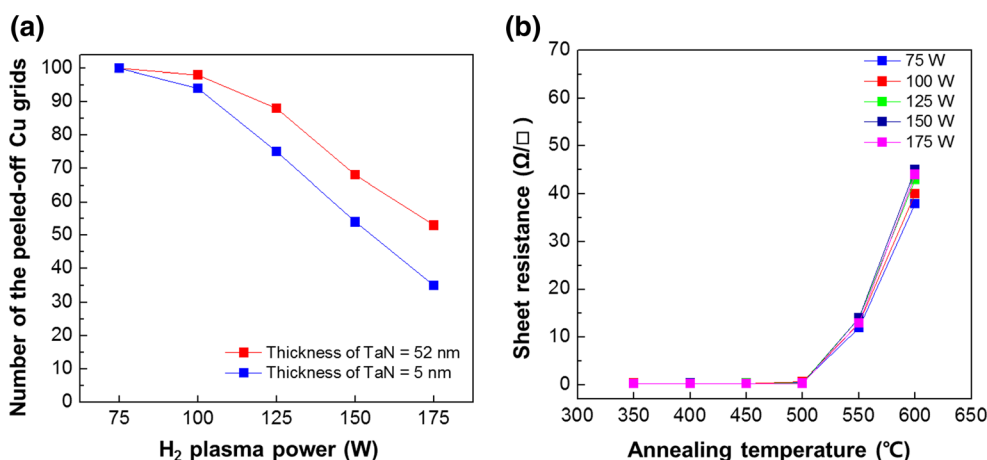 (a)
Number of the peeled-off Cu grids
100
90
80
70
60
50
40
30
20
10
0
75 100 125 150 175
H₂ plasma power (W)
Thickness of TaN = 52 nm
Thickness of TaN = 5 nm
(b)
Sheet resistance (Ω/□)
70
60
50
40
30
20
10
0
300 350 400 450 500 550 600 650
Annealing temperature (℃)
75 W
100 W
125 W
150 W
175 W